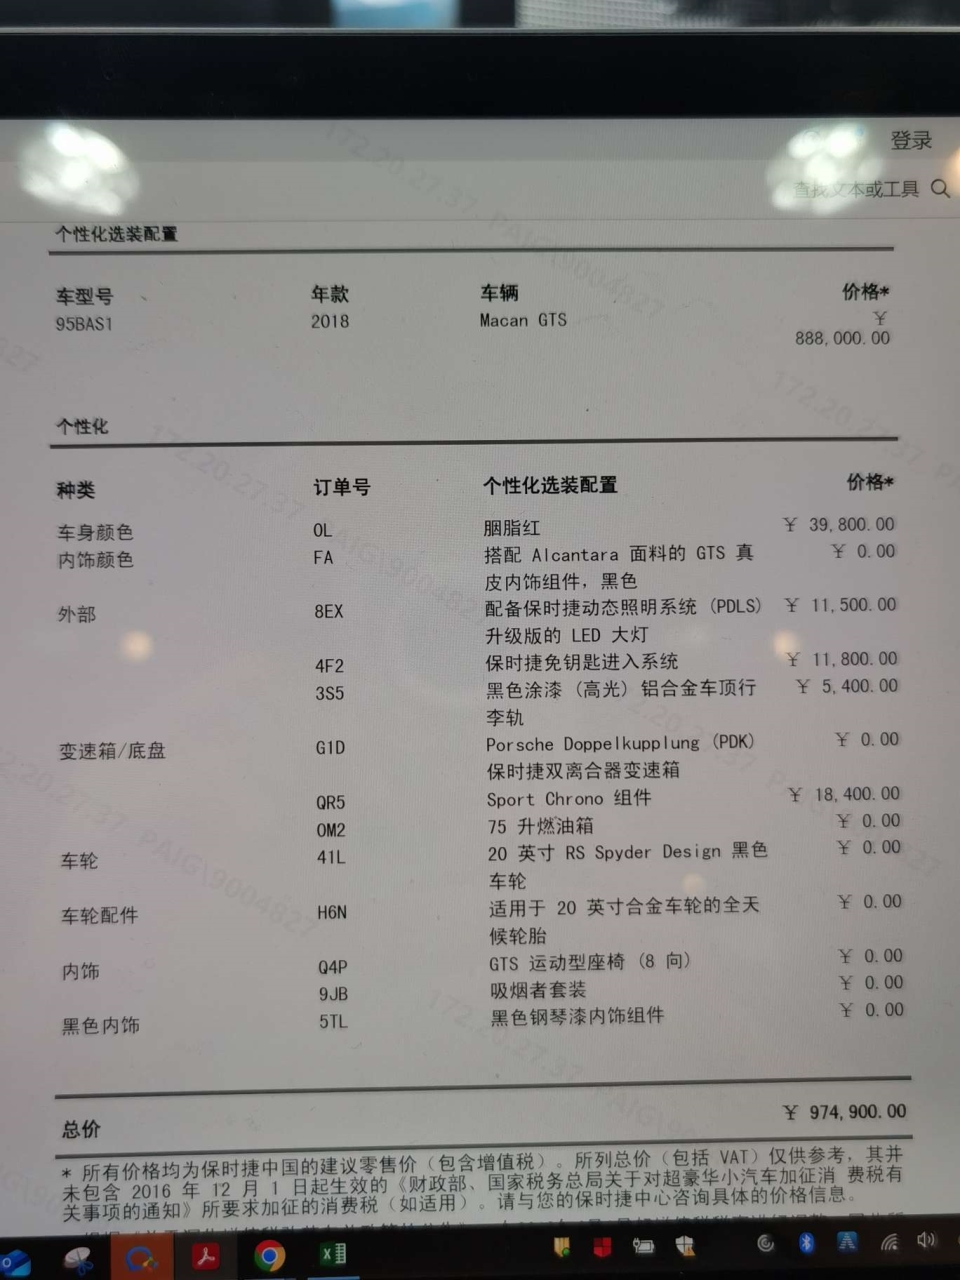 登录
查找文本或工具
个性化选装配置
车型号 年款 车辆 价格*
95BAS1 2018 Macan GTS ¥
888,000.00
个性化
种类 订单号 个性化选装配置 价格*
车身颜色 0L 胭脂红 ¥ 39,800.00
内饰颜色 FA 搭配 Alcantara 面料的 GTS 真 ¥ 0.00
皮内饰组件, 黑色
外部 8EX 配备保时捷动态照明系统 (PDLS) ¥ 11,500.00
升级版的 LED 大灯
4F2 保时捷免钥匙进入系统 ¥ 11,800.00
3S5 黑色涂漆 (高光) 铝合金车顶行 ¥ 5,400.00
李轨
变速箱/底盘 G1D Porsche Doppelkupplung (PDK) ¥ 0.00
保时捷双离合器变速箱
QR5 Sport Chrono 组件 ¥ 18,400.00
0M2 75 升燃油箱 ¥ 0.00
车轮 41L 20 英寸 RS Spyder Design 黑色 ¥ 0.00
车轮
车轮配件 H6N 适用于 20 英寸合金车轮的全天 ¥ 0.00
候轮胎
内饰 Q4P GTS 运动型座椅 (8 向) ¥ 0.00
9JB 吸烟者套装 ¥ 0.00
黑色内饰 5TL 黑色钢琴漆内饰组件 ¥ 0.00
总价 ¥ 974,900.00
* 所有价格均为保时捷中国的建议零售价（包含增值税）。所列总价（包括 VAT）仅供参考, 其并
未包含 2016 年 12 月 1 日起生效的《财政部、国家税务总局关于对超豪华小汽车加征消 费税有
关事项的通知》所要求加征的消费税（如适用）。请与您的保时捷中心咨询具体的价格信息。
172.20.27.37 PAIG\9004827